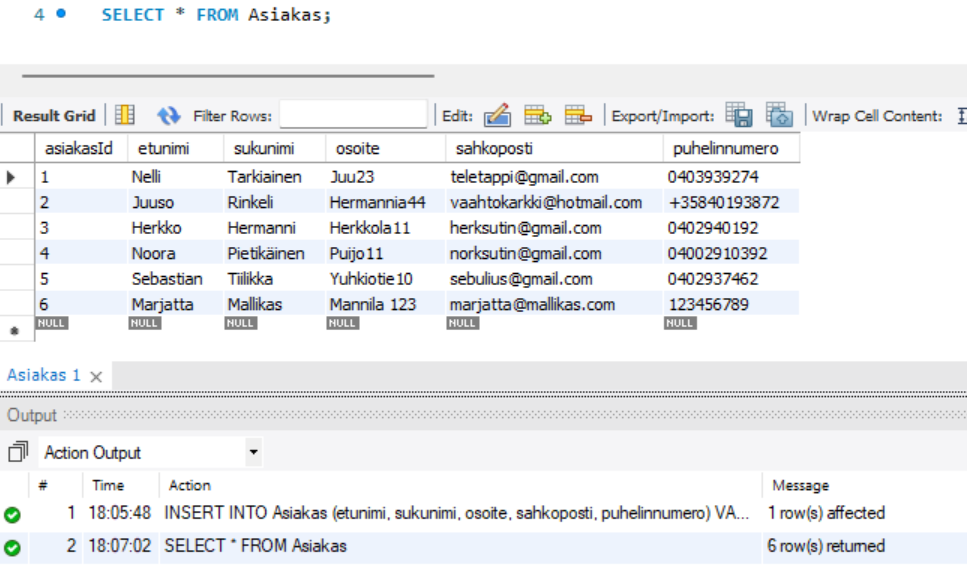 4 SELECT * FROM Asiakas;
Result Grid Filter Rows: Edit: Export/Import: Wrap Cell Content:
asiakasId etunimi sukunimi osoite sahkoposti puhelinnumero
1 Nelli Tarkiainen Juu23 teletappi@gmail.com 0403939274
2 Juuso Rinkeli Hermannia44 vaahtokarkki@hotmail.com +35840193872
3 Herkko Hermanni Herkkola11 herksutin@gmail.com 0402940192
4 Noora Pietikäinen Puijo11 norksutin@gmail.com 04002910392
5 Sebastian Tiilikka Yuhkiotie10 sebulius@gmail.com 0402937462
6 Marjatta Mallikas Mannila 123 marjatta@mallikas.com 123456789
NULL NULL NULL NULL NULL NULL
Asiakas 1
Output
Action Output
# Time Action Message
1 18:05:48 INSERT INTO Asiakas (etunimi, sukunimi, osoite, sahkoposti, puhelinnumero) VA... 1 row(s) affected
2 18:07:02 SELECT * FROM Asiakas 6 row(s) returned